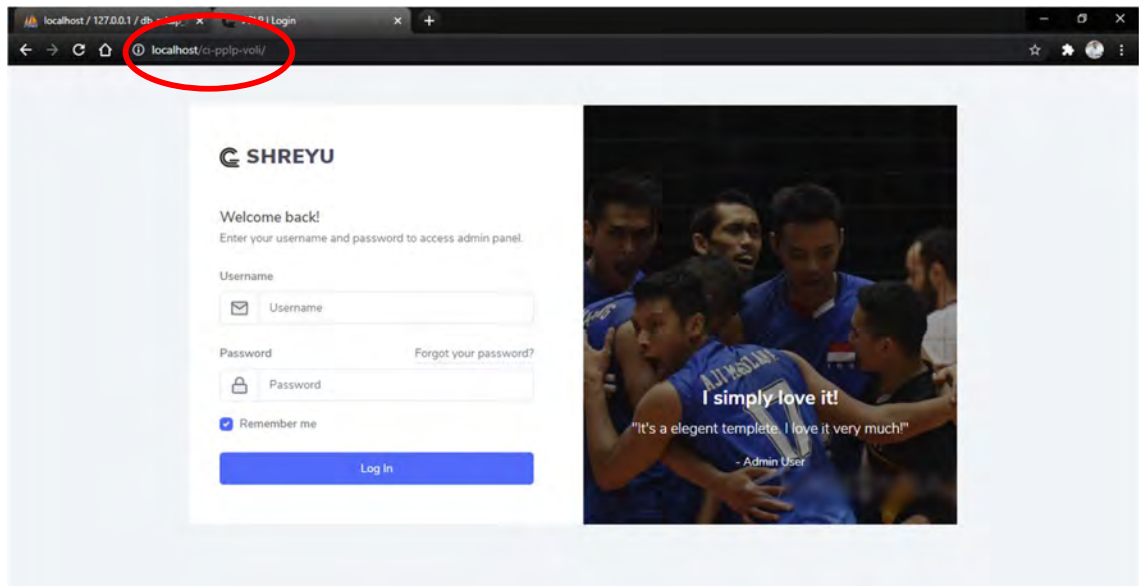 localhost / 127.0.0.1 / db
| Login
localhost/ci-pplp-voli/
SHREYU
Welcome back!
Enter your username and password to access admin panel.
Username
Username
Password Forgot your password?
Password
Remember me
Log In
17
I simply love it!
"It's a elegent templete. I love it very much!"
- Admin User